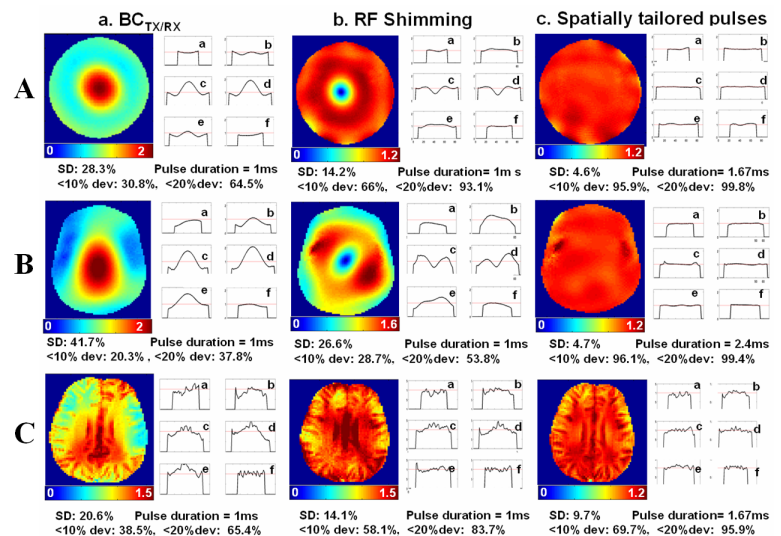 a. BC TX/RX b. RF Shimming c. Spatially tailored pulses
A
a b
c d
e f
0 2
a b
c d
e f
0 1.2
a b
c d
e f
0 1.2
SD: 28.3% Pulse duration = 1ms
<10% dev: 30.8%, <20%dev: 64.5%
SD: 14.2% Pulse duration= 1m s
<10% dev: 66%, <20%dev: 93.1%
SD: 4.6% Pulse duration: 1.67ms
<10% dev: 95.9%, <20%dev: 99.8%
B
a b
c d
e f
0 2
a b
c d
e f
0 1.6
a b
c d
e f
0 1.2
SD: 41.7% Pulse duration = 1ms
<10% dev: 20.3% , <20% dev: 37.8%
SD: 26.6% Pulse duration = 1ms
<10% dev: 28.7%, <20%dev: 53.8%
SD: 4.7% Pulse duration: 2.4ms
<10% dev: 96.1%, <20% dev: 99.4%
C
a b
c d
e f
0 1.5
a b
c d
e f
0 1.5
a b
c d
e f
0 1.2
SD: 20.6% Pulse duration = 1ms
<10% dev: 38.5%, <20%dev: 65.4%
SD: 14.1% Pulse duration =1ms
<10% dev: 58.1%, <20%dev: 83.7%
SD: 9.7% Pulse duration: 1.67ms
<10% dev: 69.7%, <20%dev: 95.9%